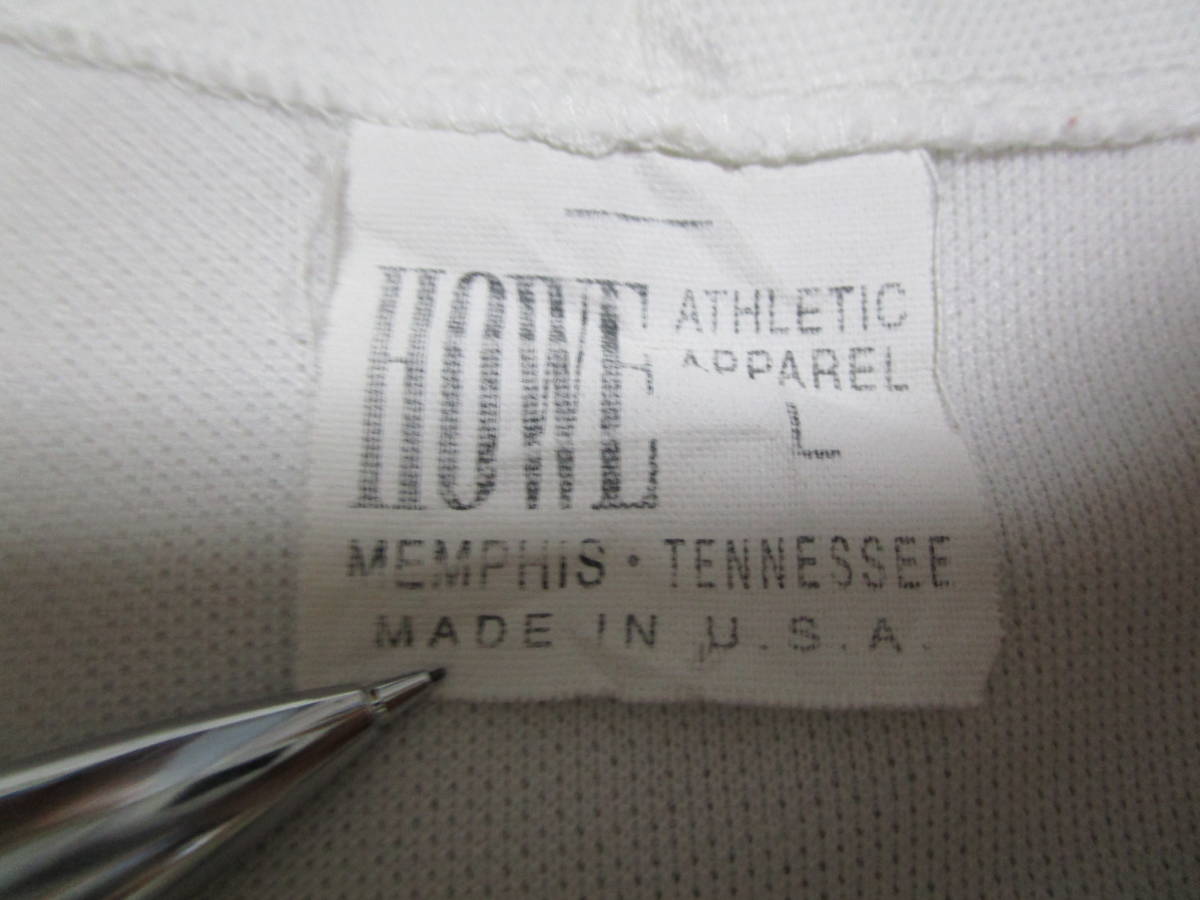 HOWE
ATHLETIC
APPAREL
L
MEMPHIS • TENNESSEE
MADE IN U.S.A.